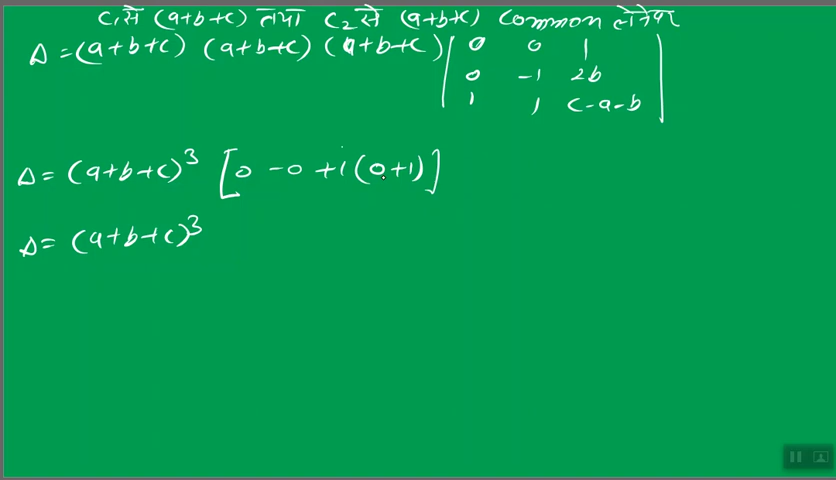 C₁ से (a+b+c) तथा C₂ से (a+b+c) common लेनेपर
Δ = (a+b+c) (a+b+c) (a+b+c) | 0 0 1
0 -1 2b
1 1 c-a-b |
Δ = (a+b+c)³ [0 - 0 + 1 (0+1)]
Δ = (a+b+c)³